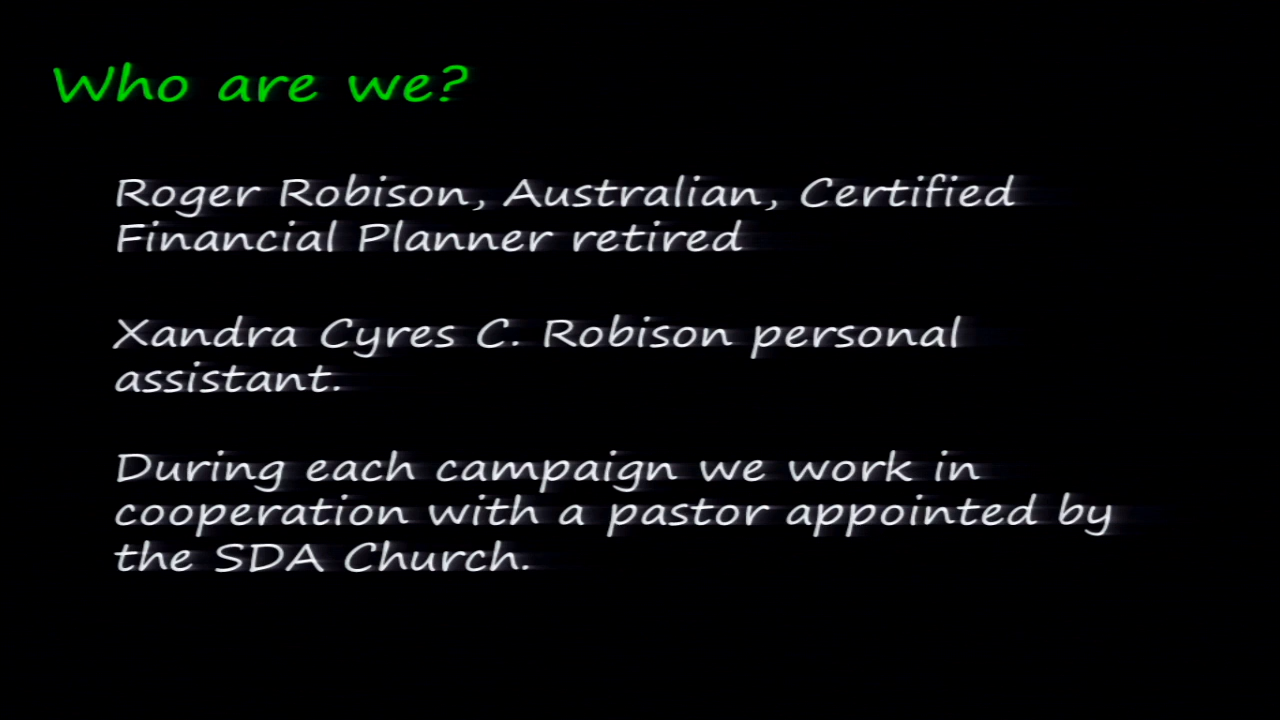 Who are we?
Roger Robison, Australian, Certified
Financial Planner retired
Xandra Cyres C. Robison personal
assistant.
During each campaign we work in
cooperation with a pastor appointed by
the SDA Church.